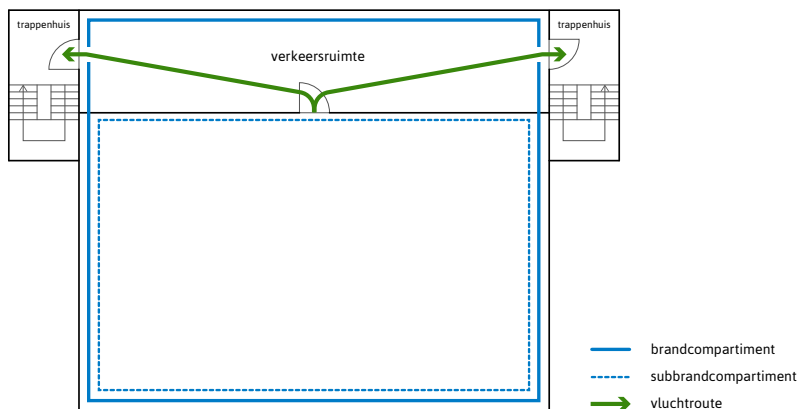 trappenhuis
trappenhuis
verkeersruimte
brandcompartiment
subbrandcompartiment
vluchtroute